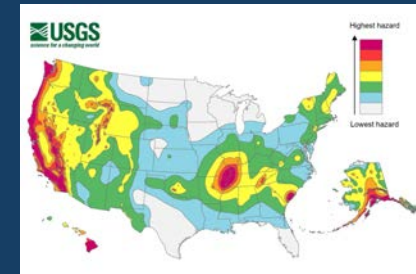 USGS
science for a changing world
Highest hazard
Lowest hazard